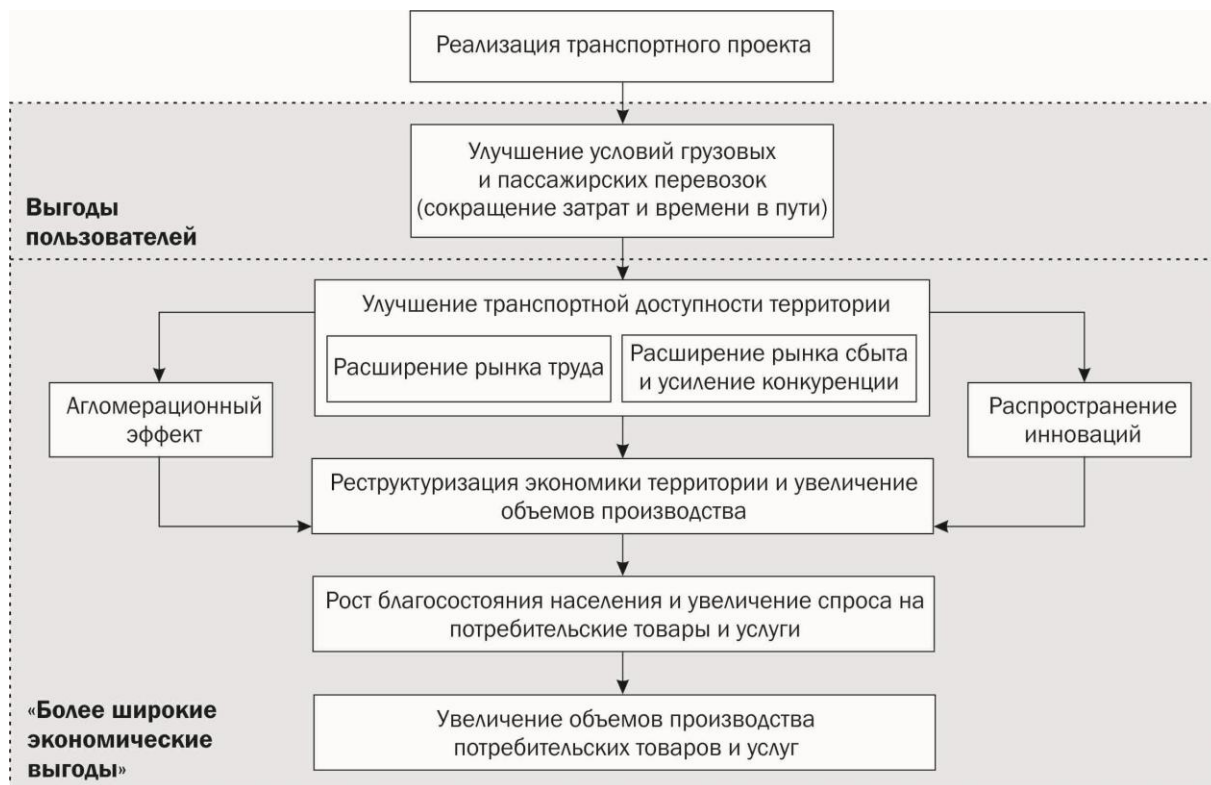 Реализация транспортного проекта
Улучшение условий грузовых
и пассажирских перевозок
(сокращение затрат и времени в пути)
Выгоды
пользователей
Улучшение транспортной доступности территории
Расширение рынка труда
Расширение рынка сбыта
и усиление конкуренции
Агломерационный
эффект
Распространение
инноваций
Реструктуризация экономики территории и увеличение
объемов производства
Рост благосостояния населения и увеличение спроса на
потребительские товары и услуги
Увеличение объемов производства
потребительских товаров и услуг
«Более широкие
экономические
выгоды»